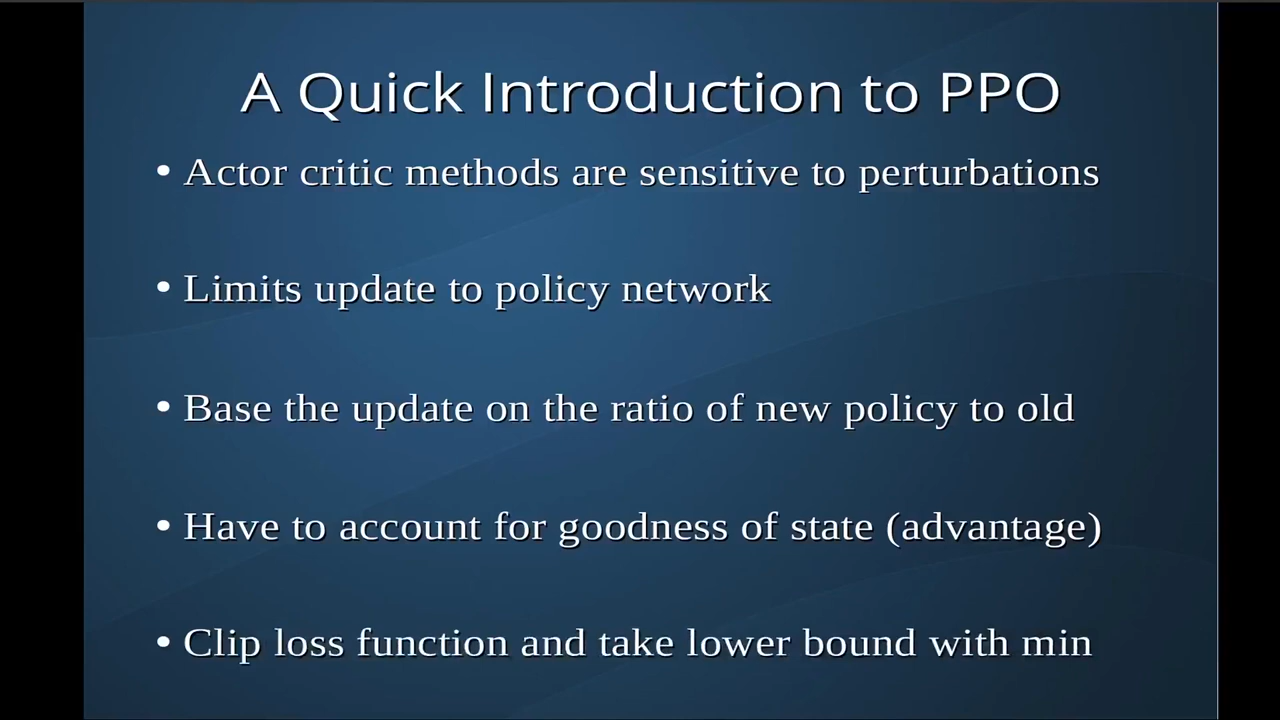 A Quick Introduction to PPO
• Actor critic methods are sensitive to perturbations
• Limits update to policy network
• Base the update on the ratio of new policy to old
• Have to account for goodness of state (advantage)
• Clip loss function and take lower bound with min